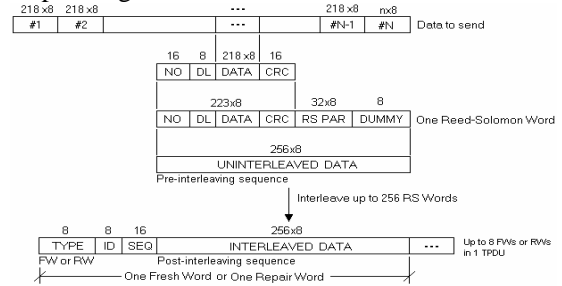 218 x8 218 x8 --- 218 x8 nx8
#1 #2 --- #N-1 #N Data to send
16 8 218 x8 16
NO DL DATA CRC
223x8 32x8 8
NO DL DATA CRC RS PAR DUMMY One Reed-Solomon Word
256x8
UNINTERLEAVED DATA
Pre-interleaving sequence
Interleave up to 256 RS Words
8 8 16 256x8
TYPE ID SEQ INTERLEAVED DATA --- Up to 8 FWs or RWs
in 1 TPDU
FW or RW Post-interleaving sequence
One Fresh Word or One Repair Word